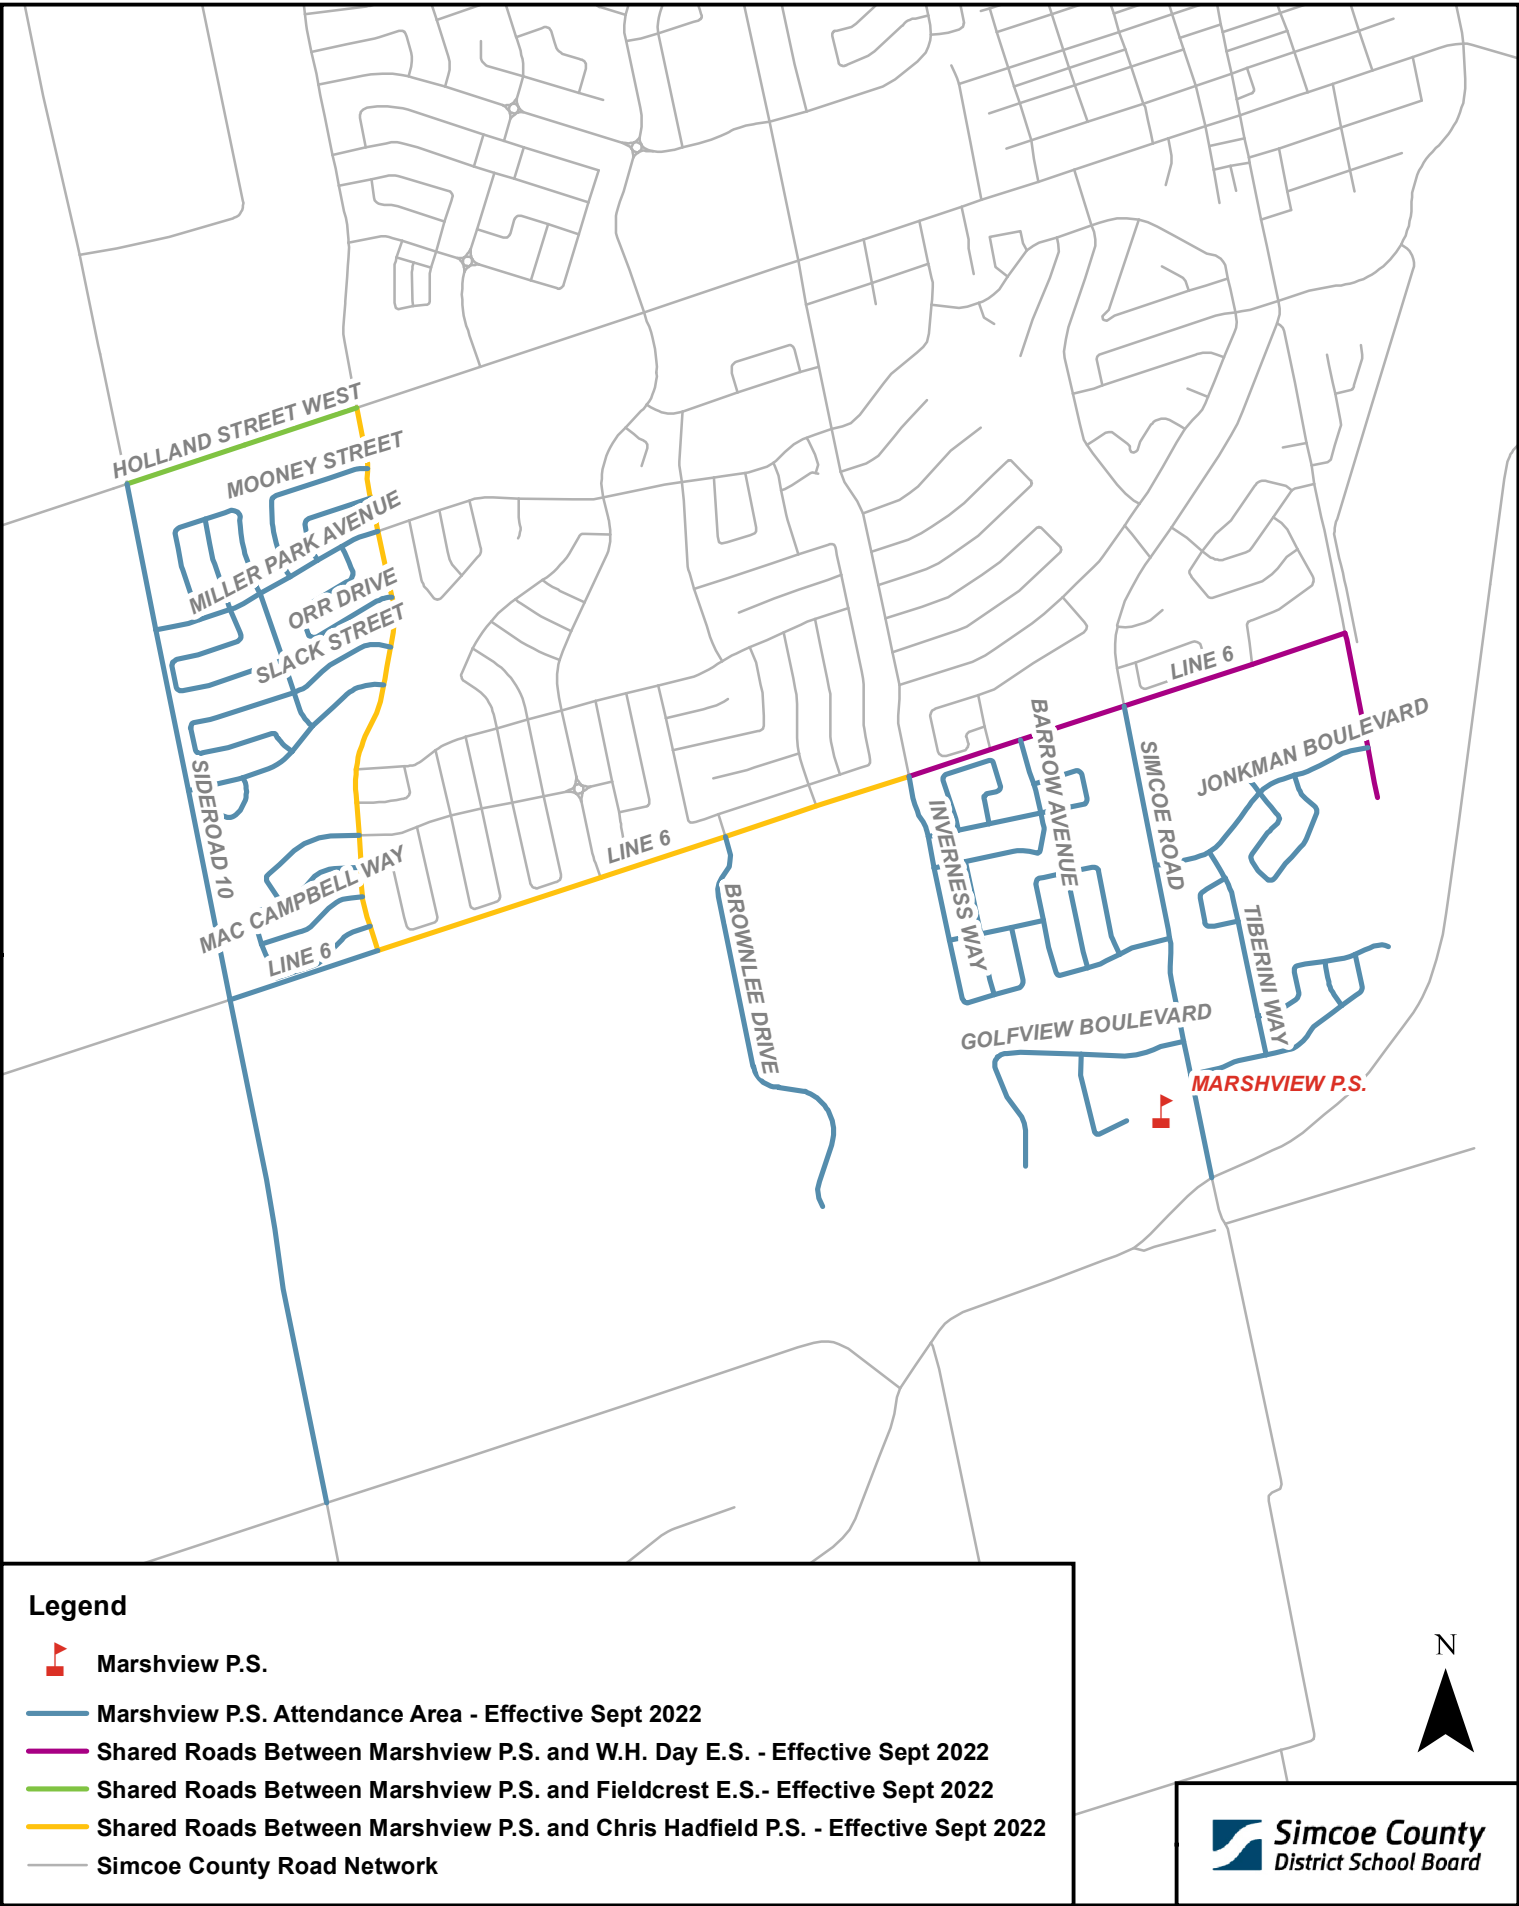 HOLLAND STREET WEST
MOONEY STREET
MILLER PARK AVENUE
ORR DRIVE
SLACK STREET
SIDEROAD 10
MAC CAMPBELL WAY
LINE 6
LINE 6
BROWNLEE DRIVE
LINE 6
BARROW AVENUE
INVERNESS WAY
SIMCOE ROAD
JONKMAN BOULEVARD
TIBERINI WAY
GOLFVIEW BOULEVARD
MARSHVIEW P.S.
Legend
Marshview P.S.
Marshview P.S. Attendance Area - Effective Sept 2022
Shared Roads Between Marshview P.S. and W.H. Day E.S. - Effective Sept 2022
Shared Roads Between Marshview P.S. and Fieldcrest E.S.- Effective Sept 2022
Shared Roads Between Marshview P.S. and Chris Hadfield P.S. - Effective Sept 2022
Simcoe County Road Network
N
Simcoe County
District School Board